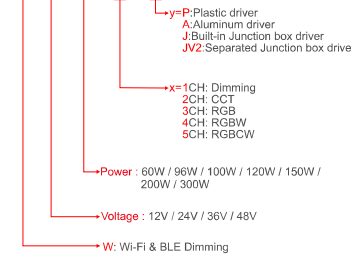 y=P:Plastic driver
A:Aluminum driver
J:Built-in Junction box driver
JV2:Separated Junction box drive
x=1CH: Dimming
2CH: CCT
3CH: RGB
4CH: RGBW
5CH: RGBCW
Power : 60W / 96W / 100W / 120W / 150W /
200W / 300W
Voltage : 12V / 24V / 36V / 48V
W: Wi-Fi & BLE Dimming